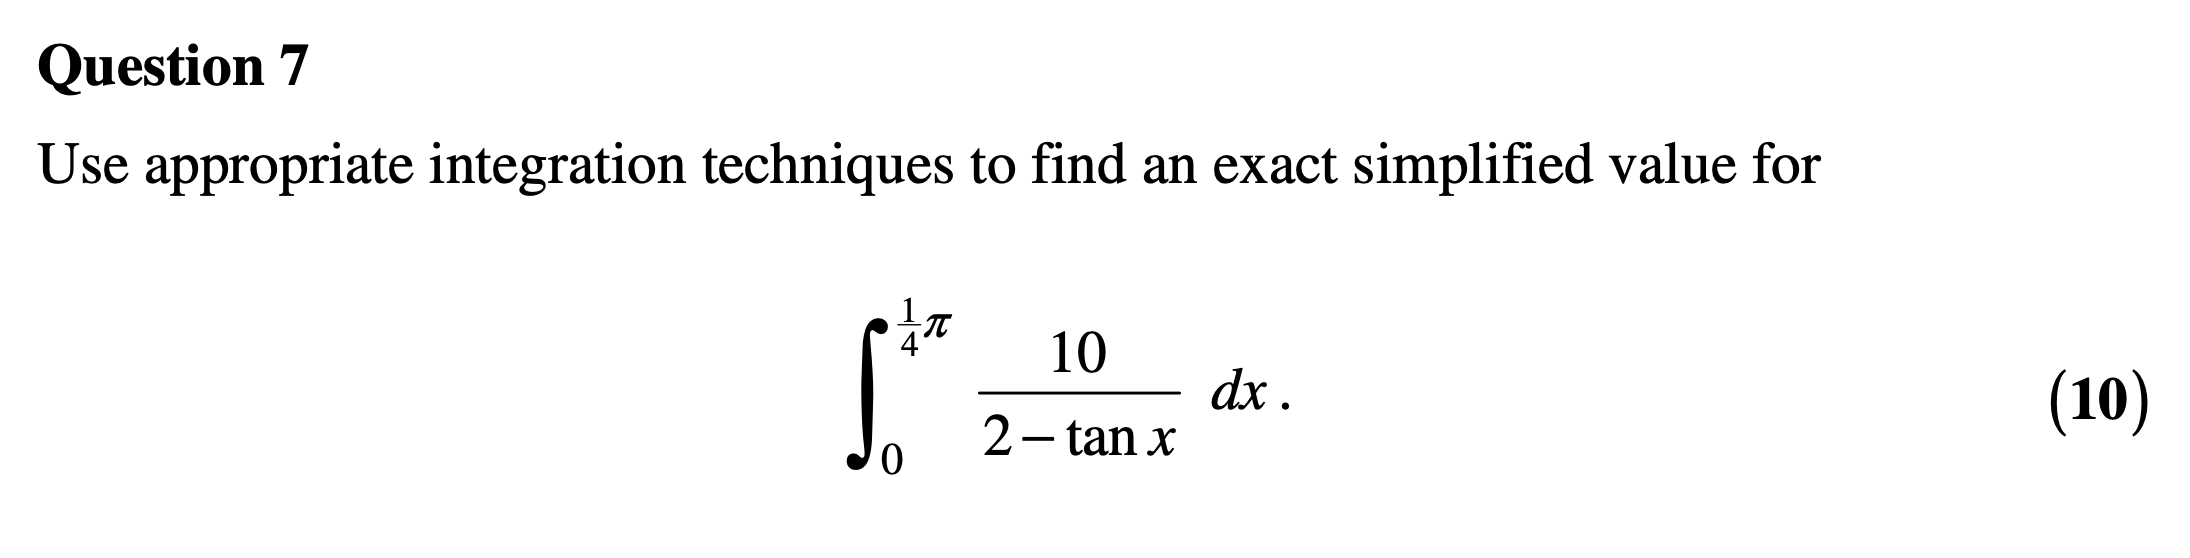 Question 7
Use appropriate integration techniques to find an exact simplified value for
$\int_{0}^{\frac{1}{4}\pi} \frac{10}{2 - \tan x} \, dx .$ (10)